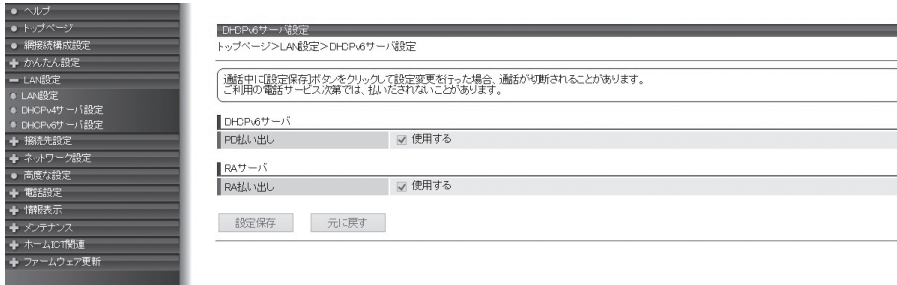 ヘルプ
トップページ
網接続構成設定
かんたん設定
LAN設定
LAN設定
DHCPv4サーバ設定
DHCPv6サーバ設定
接続先設定
ネットワーク設定
高度な設定
電話設定
情報表示
メンテナンス
ホームICT関連
ファームウェア更新
DHCPv6サーバ設定
トップページ>LAN設定>DHCPv6サーバ設定
通話中に[設定保存]ボタンをクリックして設定変更を行った場合、通話が切断されることがあります。
ご利用の電話サービス次第では、払いだされないことがあります。
DHCPv6サーバ
PD払い出し 使用する
RAサーバ
RA払い出し 使用する
設定保存 元に戻す